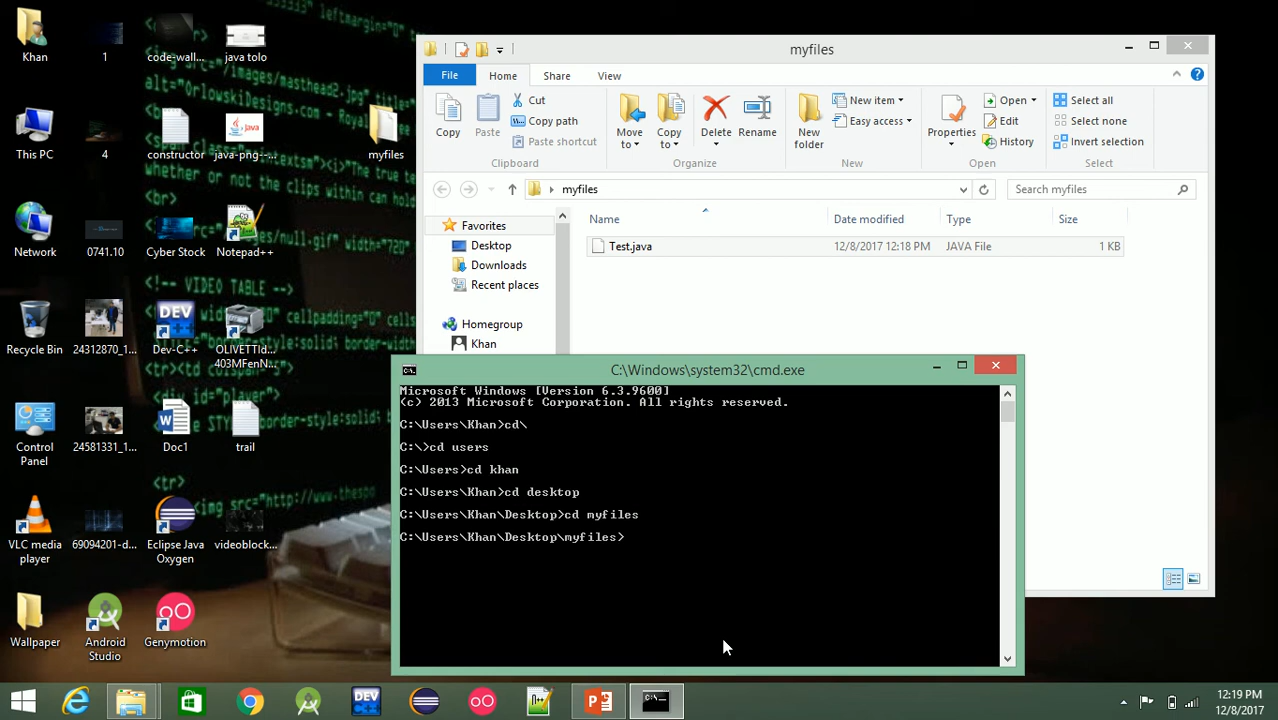 Khan
1
code-wall...
java tolo
This PC
4
constructor
java-png--...
myfiles
Network
0741.10
Cyber Stock
Notepad++
Recycle Bin
24312870_1...
Dev-C++
OLIVETTId...
403MFenN...
Control
Panel
24581331_1...
Doc1
trail
VLC media
player
69094201-d...
Eclipse Java
Oxygen
videoblock...
Wallpaper
Android
Studio
Genymotion
myfiles
File
Home
Share
View
Copy
Paste
Cut
Copy path
Paste shortcut
Clipboard
Move
to
Copy
to
Delete
Rename
Organize
New
folder
New item
Easy access
New
Properties
Open
Edit
History
Open
Select all
Select none
Invert selection
Select
myfiles
Search myfiles
Name
Date modified
Type
Size
Test.java
12/8/2017 12:18 PM
JAVA File
1 KB
Favorites
Desktop
Downloads
Recent places
Homegroup
Khan
C:\Windows\system32\cmd.exe
Microsoft Windows [Version 6.3.9600]
(c) 2013 Microsoft Corporation. All rights reserved.
C:\Users\Khan>cd\
C:\>cd users
C:\Users>cd khan
C:\Users\Khan>cd desktop
C:\Users\Khan\Desktop>cd myfiles
C:\Users\Khan\Desktop\myfiles>
12:19 PM
12/8/2017